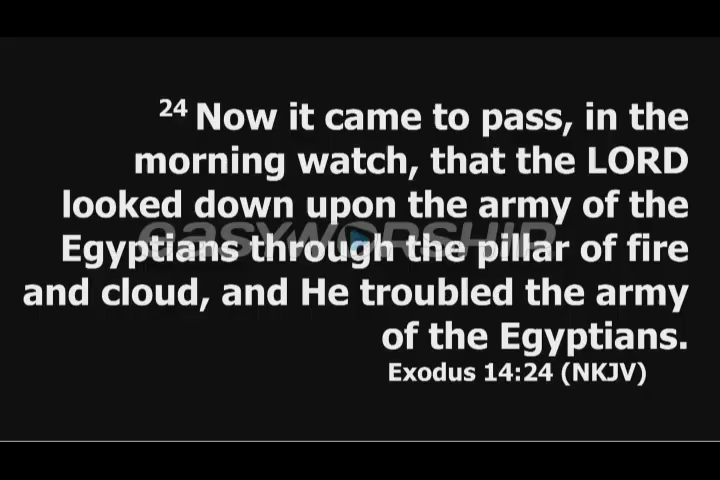 24 Now it came to pass, in the
morning watch, that the LORD
looked down upon the army of the
easyworship
Egyptians through the pillar of fire
and cloud, and He troubled the army
of the Egyptians.
Exodus 14:24 (NKJV)